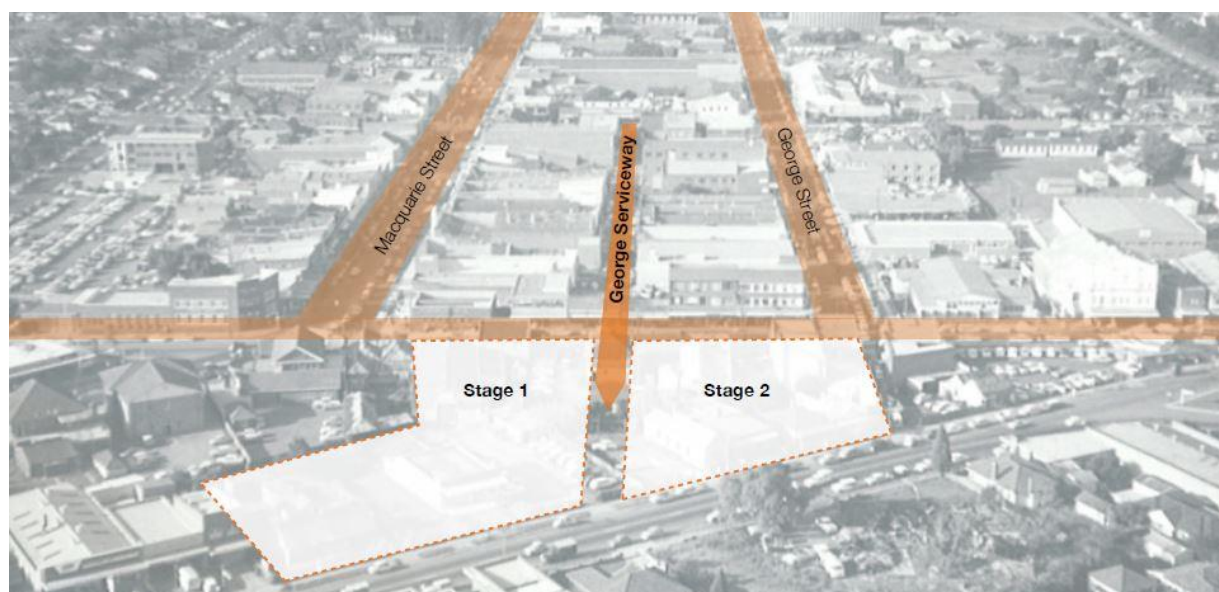 Macquarie Street
George Serviceway
George Street
Stage 1
Stage 2